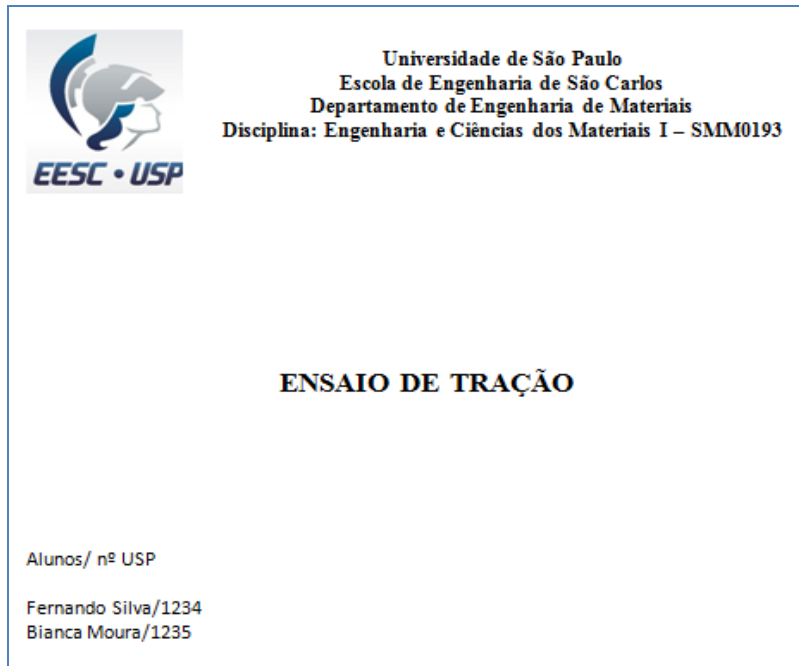 EESC • USP
Universidade de São Paulo
Escola de Engenharia de São Carlos
Departamento de Engenharia de Materiais
Disciplina: Engenharia e Ciências dos Materiais I – SMM0193
ENSAIO DE TRAÇÃO
Alunos/ nº USP
Fernando Silva/1234
Bianca Moura/1235